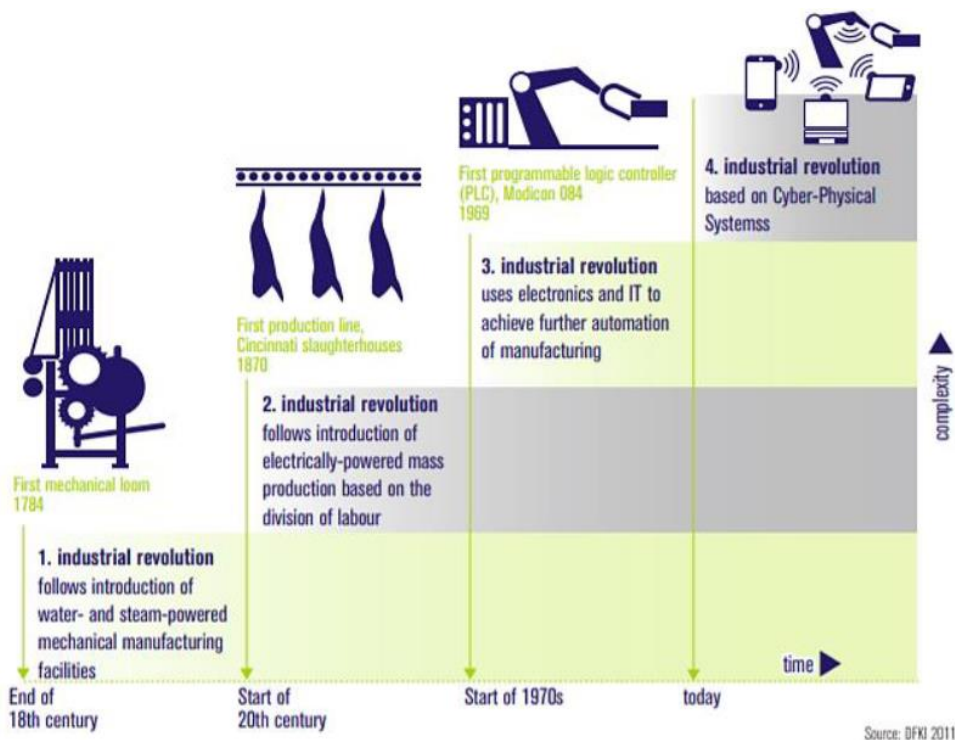 First mechanical loom
1784
1. industrial revolution
follows introduction of
water- and steam-powered
mechanical manufacturing
facilities
End of
18th century
First production line,
Cincinnati slaughterhouses
1870
2. industrial revolution
follows introduction of
electrically-powered mass
production based on the
division of labour
Start of
20th century
First programmable logic controller
(PLC), Modicon 084
1969
3. industrial revolution
uses electronics and IT to
achieve further automation
of manufacturing
Start of 1970s
4. industrial revolution
based on Cyber-Physical
Systemss
today
time
complexity
Source: DFKI 2011